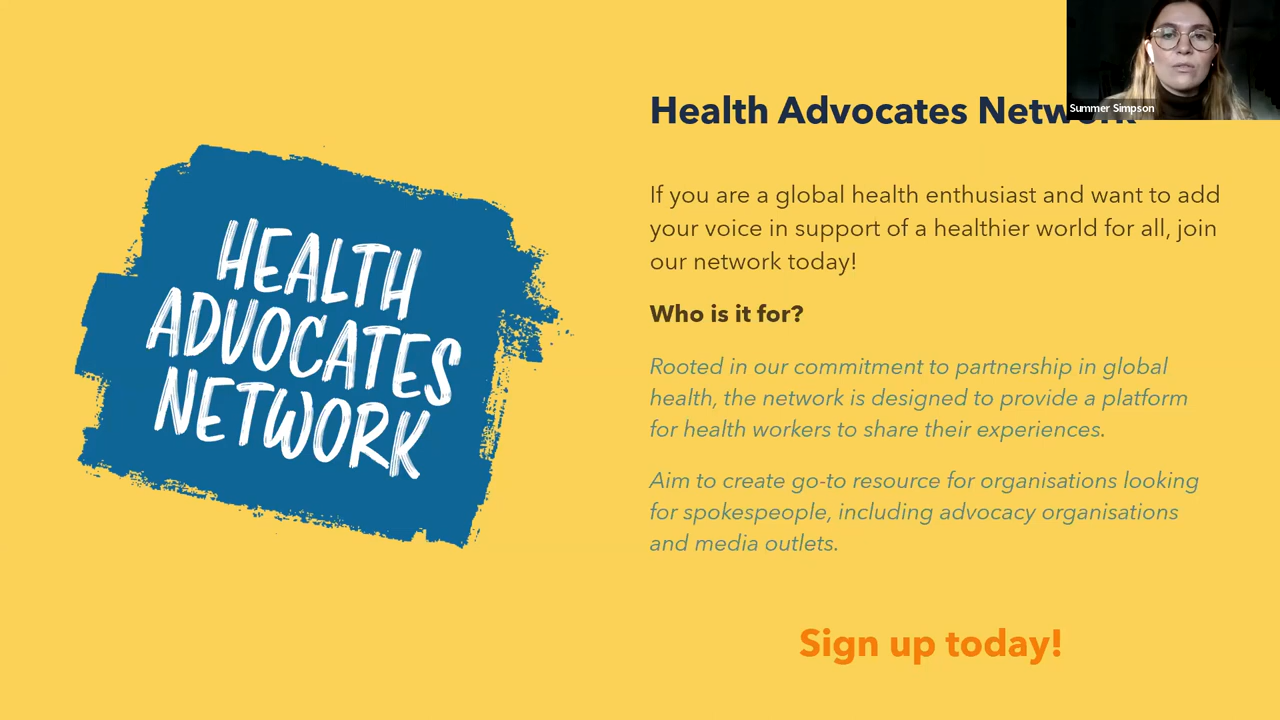 Summer Simpson
Health Advocates Network
If you are a global health enthusiast and want to add
your voice in support of a healthier world for all, join
our network today!
Who is it for?
Rooted in our commitment to partnership in global
health, the network is designed to provide a platform
for health workers to share their experiences.
Aim to create go-to resource for organisations looking
for spokespeople, including advocacy organisations
and media outlets.
Sign up today!
HEALTH
ADVOCATES
NETWORK